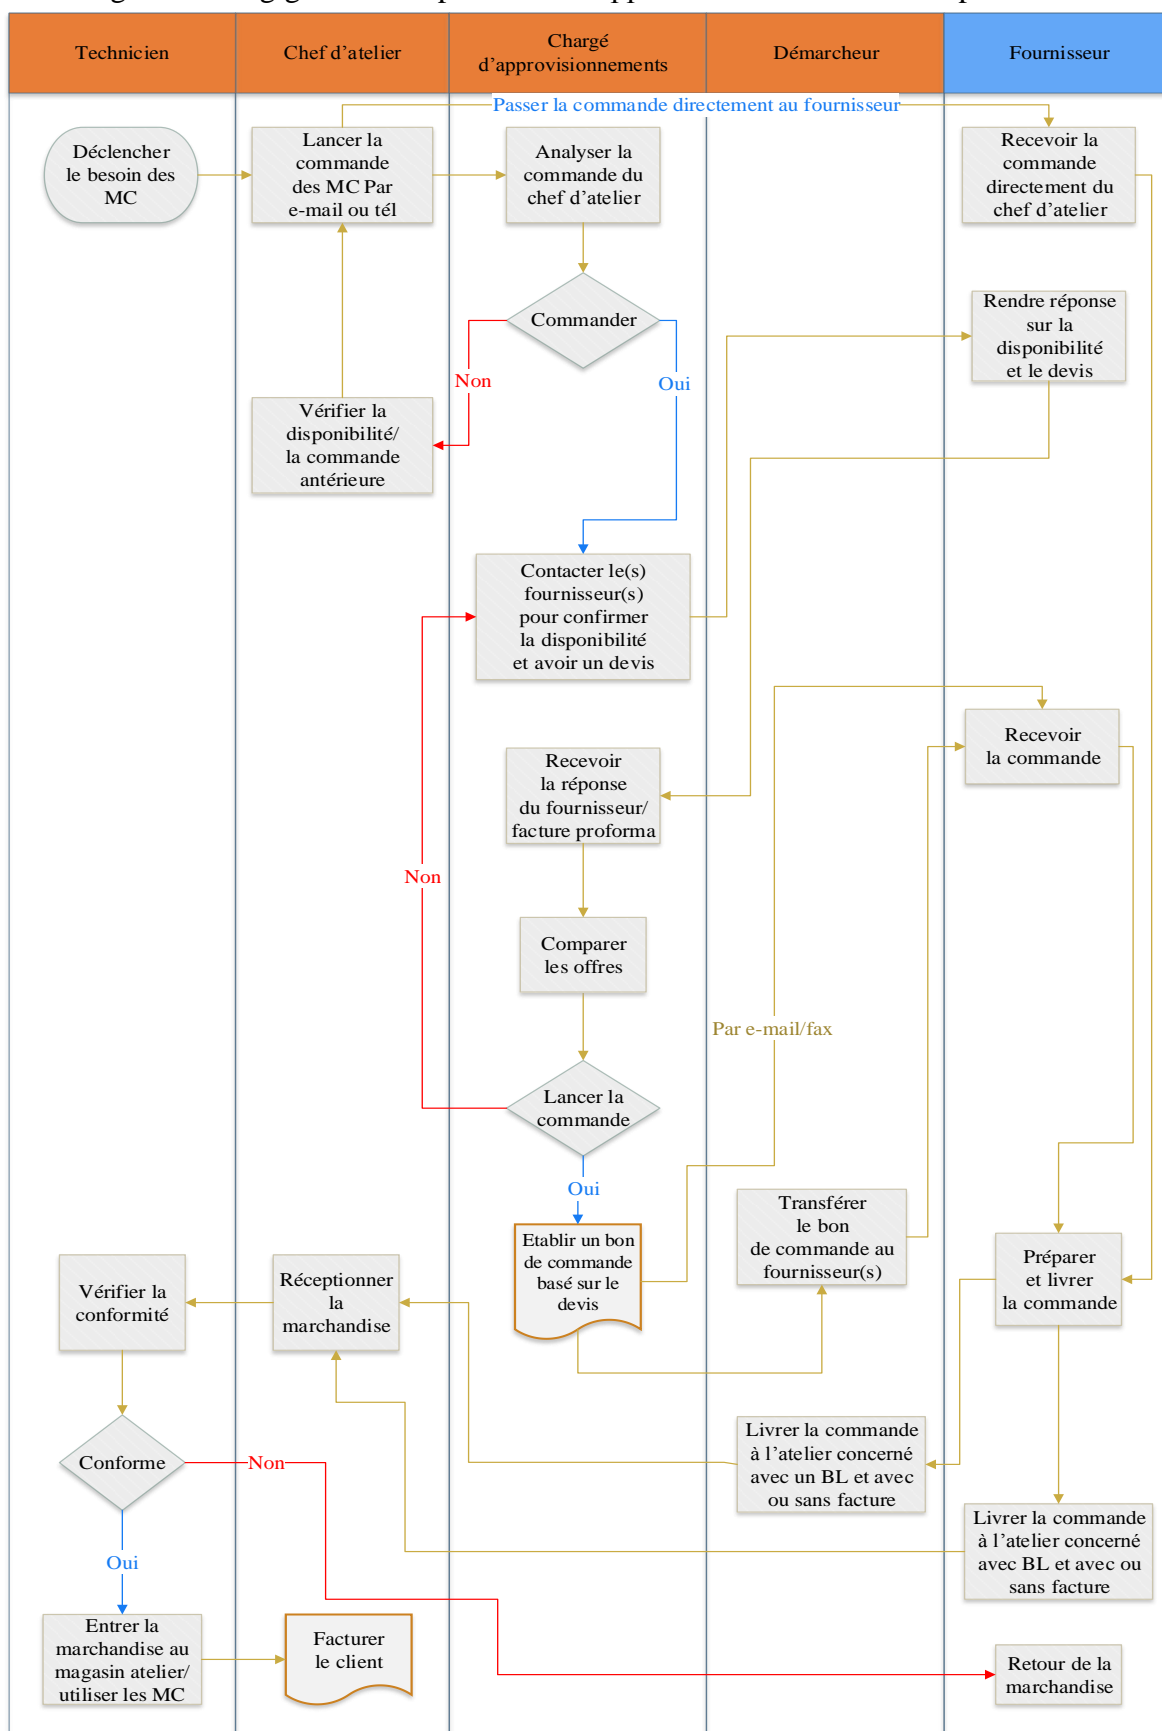 Technicien
Chef d'atelier
Chargé
d'approvisionnements
Démarcheur
Fournisseur
Passer la commande directement au fournisseur
Déclencher
le besoin des
MC
Lancer la
commande
des MC Par
e-mail ou tél
Analyser la
commande du
chef d'atelier
Recevoir la
commande
directement du
chef d'atelier
Commander
Non
Oui
Rendre réponse
sur la
disponibilité
et le devis
Vérifier la
disponibilité/
la commande
antérieure
Contacter le(s)
fournisseur(s)
pour confirmer
la disponibilité
et avoir un devis
Recevoir
la commande
Recevoir
la réponse
du fournisseur/
facture proforma
Non
Comparer
les offres
Par e-mail/fax
Lancer la
commande
Oui
Etablir un bon
de commande
basé sur le
devis
Transférer
le bon
de commande au
fournisseur(s)
Préparer
et livrer
la commande
Réceptionner
la
marchandise
Vérifier la
conformité
Conforme
Non
Oui
Livrer la commande
à l'atelier concerné
avec un BL et avec
ou sans facture
Livrer la commande
à l'atelier concerné
avec BL et avec ou
sans facture
Entrer la
marchandise au
magasin atelier/
utiliser les MC
Facturer
le client
Retour de la
marchandise